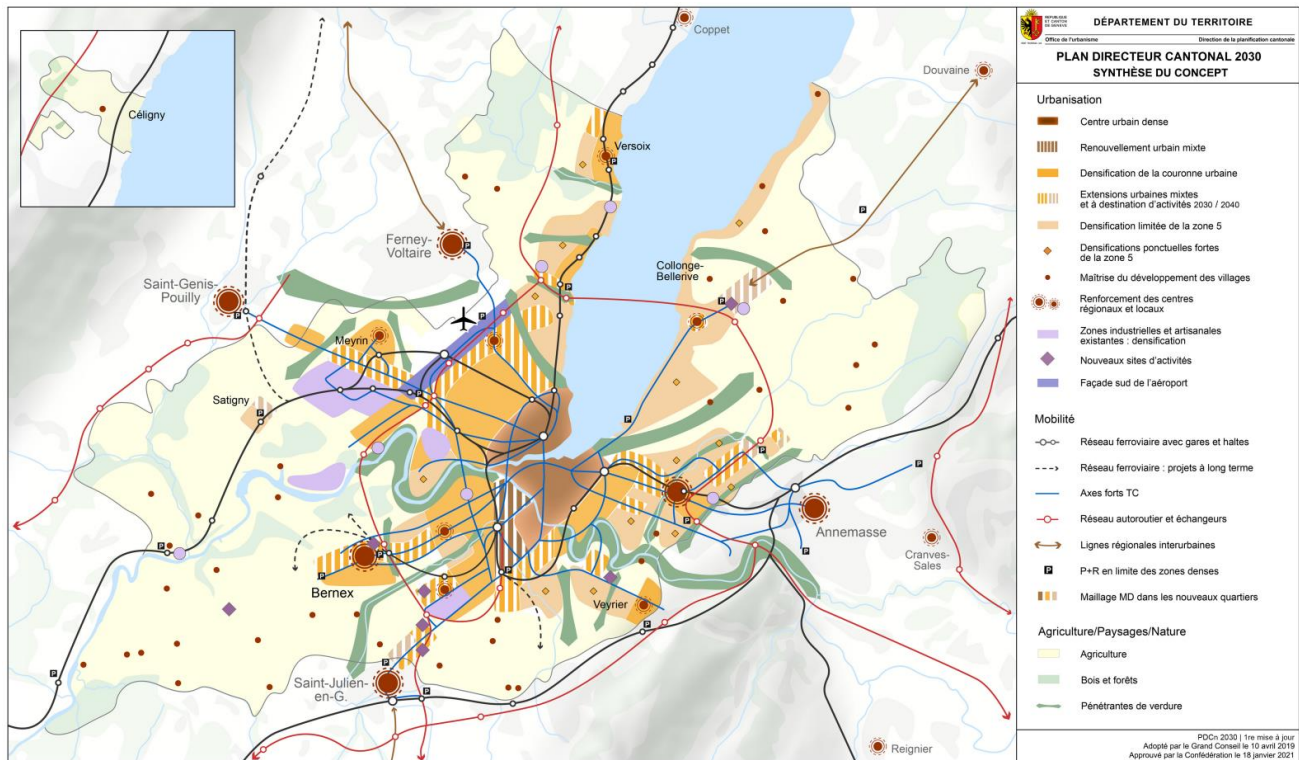 Céligny
Coppet
Douvaine
Versoix
Ferney-
Voltaire
Saint-Genis-
Pouilly
Collonge-
Bellerive
Meyrin
Satigny
Annemasse
Cranves-
Sales
Bernex
Veyrier
Saint-Julien-
en-G.
Reignier
REPUBLIQUE
ET CANTON
DE GENEVE
DÉPARTEMENT DU TERRITOIRE
Office de l'urbanisme
Direction de la planification cantonale
PLAN DIRECTEUR CANTONAL 2030
SYNTHÈSE DU CONCEPT
Urbanisation
Centre urbain dense
Renouvellement urbain mixte
Densification de la couronne urbaine
Extensions urbaines mixtes
et à destination d'activités 2030 / 2040
Densification limitée de la zone 5
Densifications ponctuelles fortes
de la zone 5
Maîtrise du développement des villages
Renforcement des centres
régionaux et locaux
Zones industrielles et artisanales
existantes : densification
Nouveaux sites d'activités
Façade sud de l'aéroport
Mobilité
Réseau ferroviaire avec gares et haltes
Réseau ferroviaire : projets à long terme
Axes forts TC
Réseau autoroutier et échangeurs
Lignes régionales interurbaines
P P+R en limite des zones denses
Maillage MD dans les nouveaux quartiers
Agriculture/Paysages/Nature
Agriculture
Bois et forêts
Pénétrantes de verdure
PDCn 2030 | 1re mise à jour
Adopté par le Grand Conseil le 10 avril 2019
Approuvé par la Confédération le 18 janvier 2021